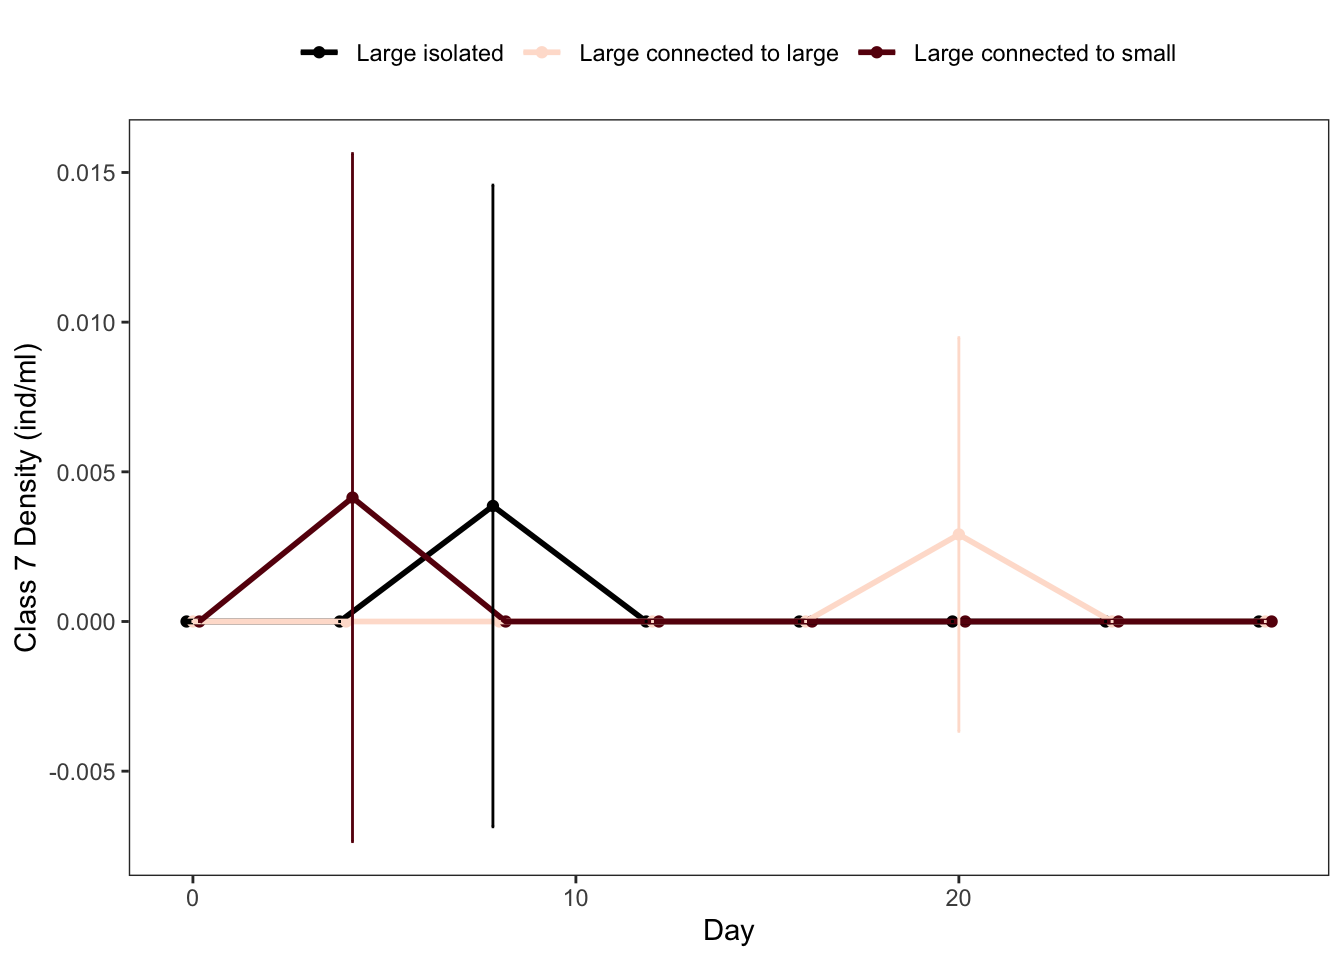 Large isolated Large connected to large Large connected to small
Class 7 Density (ind/ml)
0.015
0.010
0.005
0.000
-0.005
0 10 20
Day